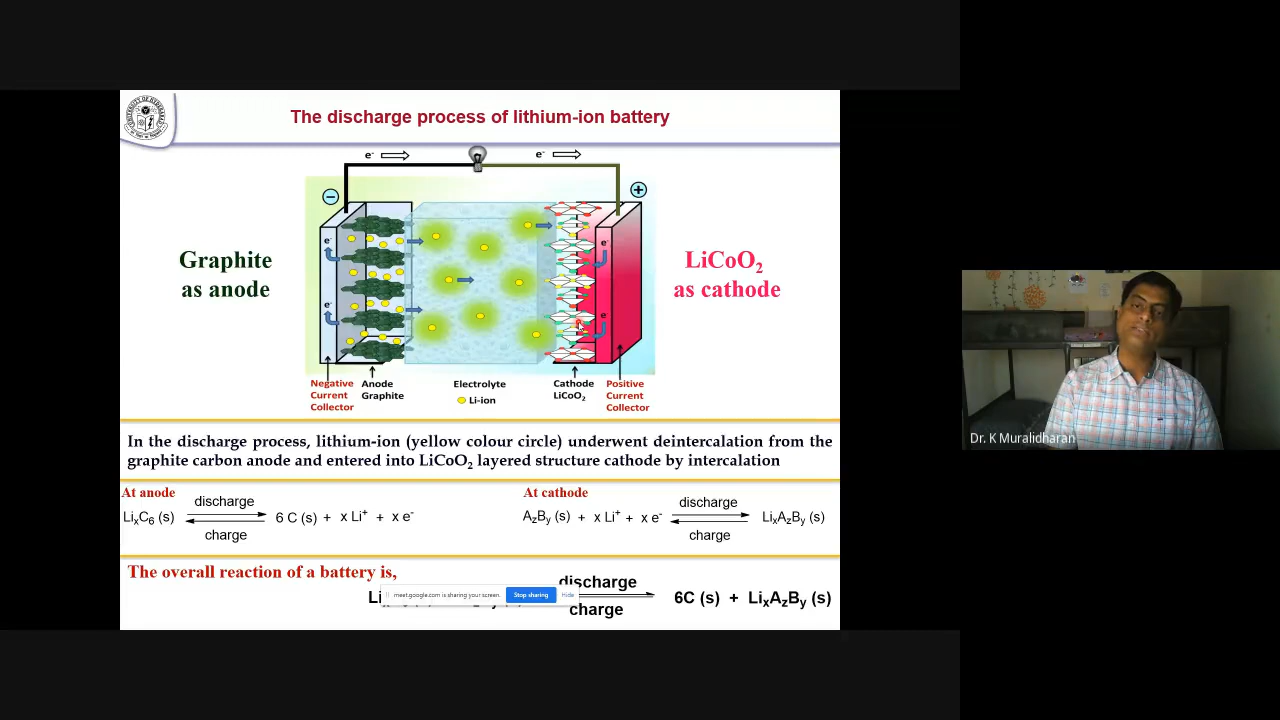 The discharge process of lithium-ion battery
e-
e-
Graphite
as anode
LiCoO2
as cathode
e-
e-
e-
e
Negative
Current
Collector
Anode
Graphite
Electrolyte
Li-ion
Cathode
LiCoO2
Positive
Current
Collector
In the discharge process, lithium-ion (yellow colour circle) underwent deintercalation from the
graphite carbon anode and entered into LiCoO2 layered structure cathode by intercalation
At anode
LixC6 (s) discharge charge 6 C (s) + x Li+ + x e-
At cathode
AzBy (s) + x Li+ + x e- discharge charge LixAzBy (s)
The overall reaction of a battery is,
discharge
charge
6C (s) + LixAzBy (s)
meet.google.com is sharing your screen.
Stop sharing
Hide
Dr. K Muralidharan